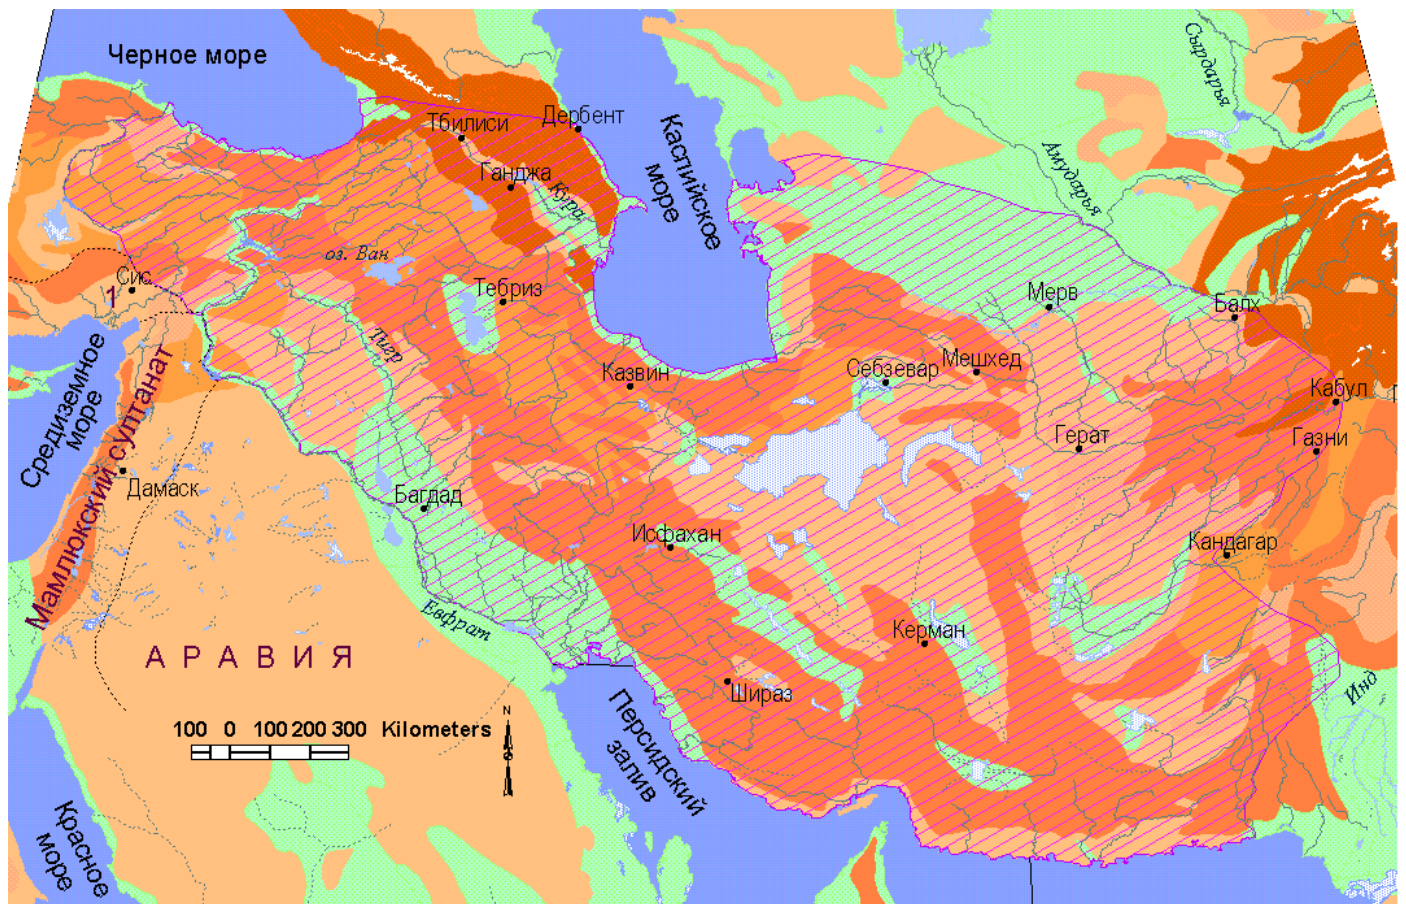 Черное море
Сырдарья
Дербент
Тбилиси
Каспийское
море
Амударья
Ганджа
Кура
оз. Ван
Сис
1
Тебриз
Мерв
Балх
Тигр
Казвин
Себзевар
Мешхед
Кабул
Средиземное
море
Мамлюкский султанат
Герат
Газни
Дамаск
Багдад
Исфахан
Кандагар
Евфрат
Керман
АРАВИЯ
Шираз
Инд
Персидский
залив
100 0 100 200 300 Kilometers
N
Красное
море